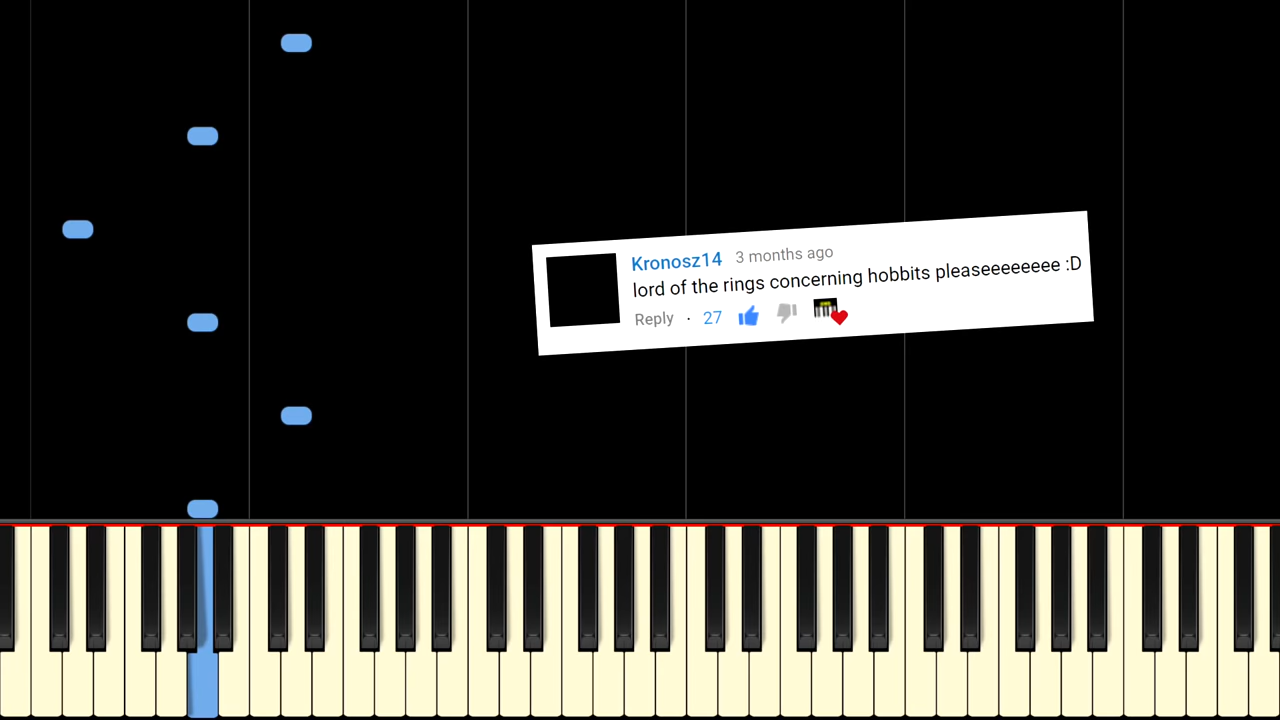 Kronosz14 3 months ago
lord of the rings concerning hobbits pleaseeeeeeee :D
Reply · 27